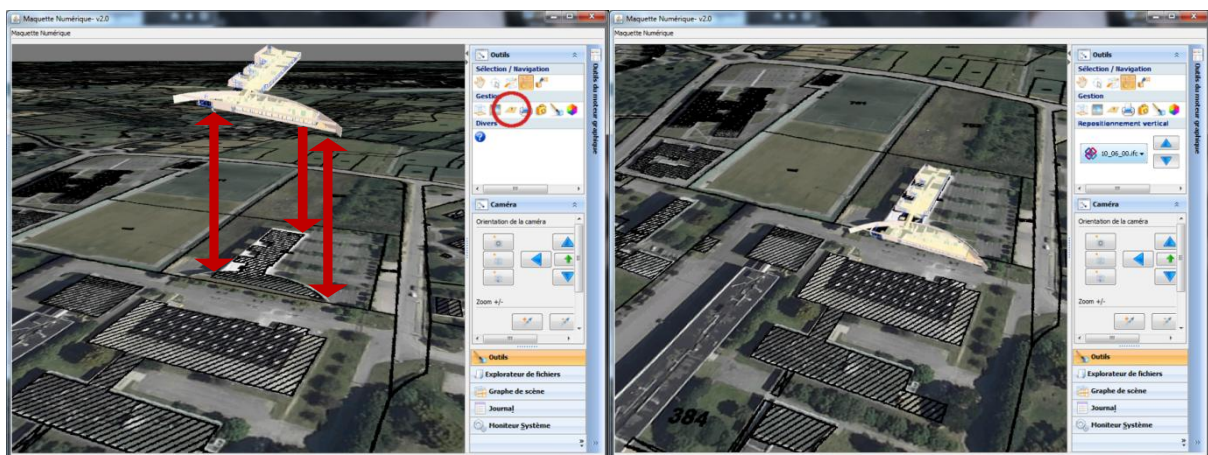 Maquette Numérique- v2.0
Maquette Numérique
Outils
Sélection / Navigation
Gestion
Divers
Caméra
Orientation de la caméra
Zoom +/-
Outils
Explorateur de fichiers
Graphe de scène
Journal
Moniteur Système
Outils du moteur graphique
Maquette Numérique- v2.0
Maquette Numérique
384
Outils
Sélection / Navigation
Gestion
Repositionnement vertical
10_06_00.ifc
Caméra
Orientation de la caméra
Zoom +/-
Outils
Explorateur de fichiers
Graphe de scène
Journal
Moniteur Système
Outils du moteur graphique